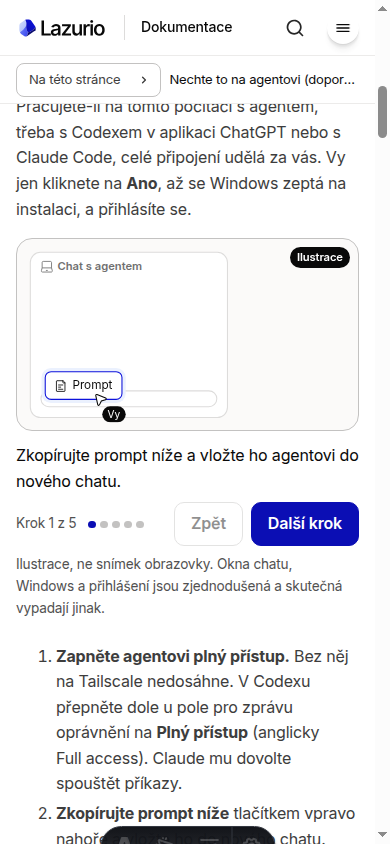 Lazurio
Dokumentace
Na této stránce
Nechte to na agentovi (dopor...
Pracujete-li na tomto počítači s agentem,
třeba s Codexem v aplikaci ChatGPT nebo s
Claude Code, celé připojení udělá za vás. Vy
jen kliknete na Ano, až se Windows zeptá na
instalaci, a přihlásíte se.
Ilustrace
Chat s agentem
Prompt
Vy
Zkopírujte prompt níže a vložte ho agentovi do
nového chatu.
Krok 1 z 5
Zpět
Další krok
Ilustrace, ne snímek obrazovky. Okna chatu,
Windows a přihlášení jsou zjednodušená a skutečná
vypadají jinak.
1. Zapněte agentovi plný přístup. Bez něj
na Tailscale nedosáhne. V Codexu
přepněte dole u pole pro zprávu
oprávnění na Plný přístup (anglicky
Full access). Claude mu dovolte
spouštět příkazy.
2. Zkopírujte prompt níže tlačítkem vpravo
chatu.